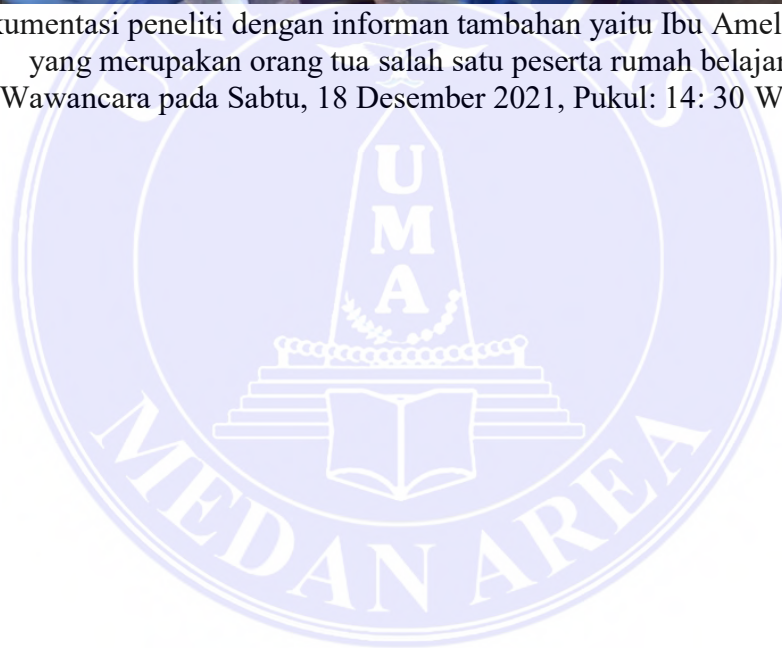 kumentasi peneliti dengan informan tambahan yaitu Ibu Amel
yang merupakan orang tua salah satu peserta rumah belajar
Wawancara pada Sabtu, 18 Desember 2021, Pukul: 14: 30 W
U
M
A
MEDAN AREA